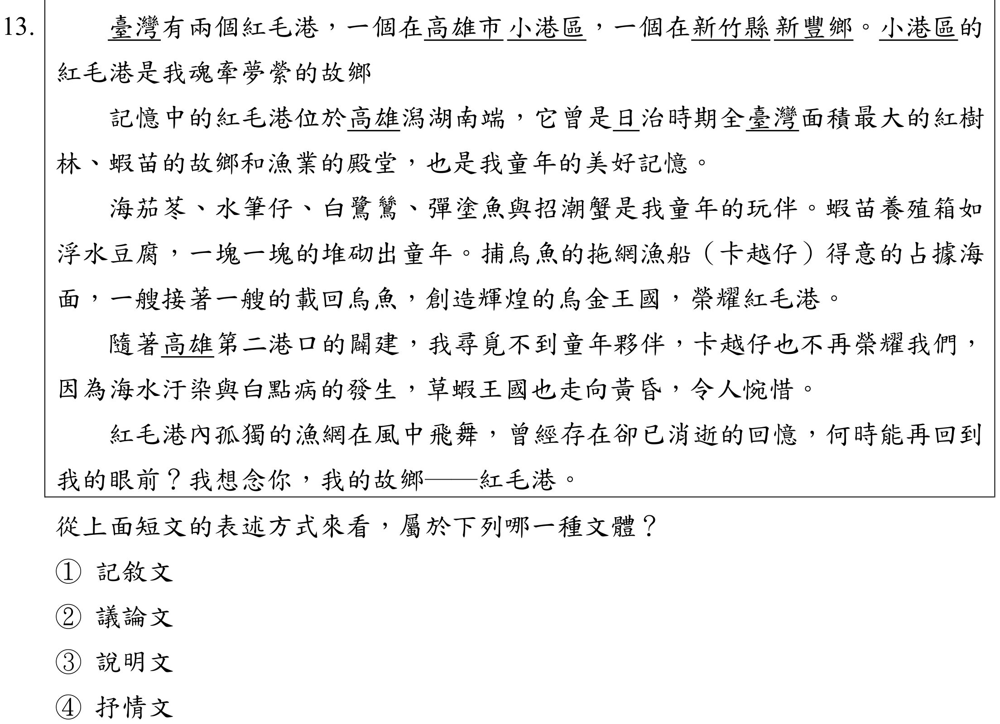 13.
臺灣有兩個紅毛港，一個在高雄市小港區，一個在新竹縣新豐鄉。小港區的
紅毛港是我魂牽夢縈的故鄉
記憶中的紅毛港位於高雄潟湖南端，它曾是日治時期全臺灣面積最大的紅樹
林、蝦苗的故鄉和漁業的殿堂，也是我童年的美好記憶。
海茄苳、水筆仔、白鷺鷥、彈塗魚與招潮蟹是我童年的玩伴。蝦苗養殖箱如
浮水豆腐，一塊一塊的堆砌出童年。捕烏魚的拖網漁船（卡越仔）得意的占據海
面，一艘接著一艘的載回烏魚，創造輝煌的烏金王國，榮耀紅毛港。
隨著高雄第二港口的闢建，我尋覓不到童年夥伴，卡越仔也不再榮耀我們，
因為海水汙染與白點病的發生，草蝦王國也走向黃昏，令人惋惜。
紅毛港內孤獨的漁網在風中飛舞，曾經存在卻已消逝的回憶，何時能再回到
我的眼前？我想念你，我的故鄉——紅毛港。
從上面短文的表述方式來看，屬於下列哪一種文體？
① 記敘文
② 議論文
③ 說明文
④ 抒情文